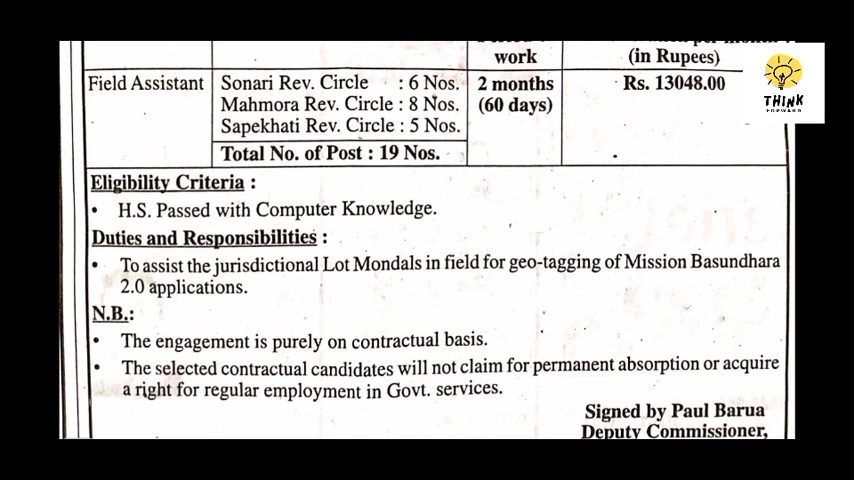 work
(in Rupees)
Field Assistant
Sonari Rev. Circle : 6 Nos.
Mahmora Rev. Circle : 8 Nos.
Sapekhati Rev. Circle : 5 Nos.
Total No. of Post : 19 Nos.
2 months
(60 days)
Rs. 13048.00
THINK
FORWARD
Eligibility Criteria :
• H.S. Passed with Computer Knowledge.
Duties and Responsibilities :
• To assist the jurisdictional Lot Mondals in field for geo-tagging of Mission Basundhara
2.0 applications.
N.B.:
• The engagement is purely on contractual basis.
• The selected contractual candidates will not claim for permanent absorption or acquire
a right for regular employment in Govt. services.
Signed by Paul Barua
Deputy Commissioner,